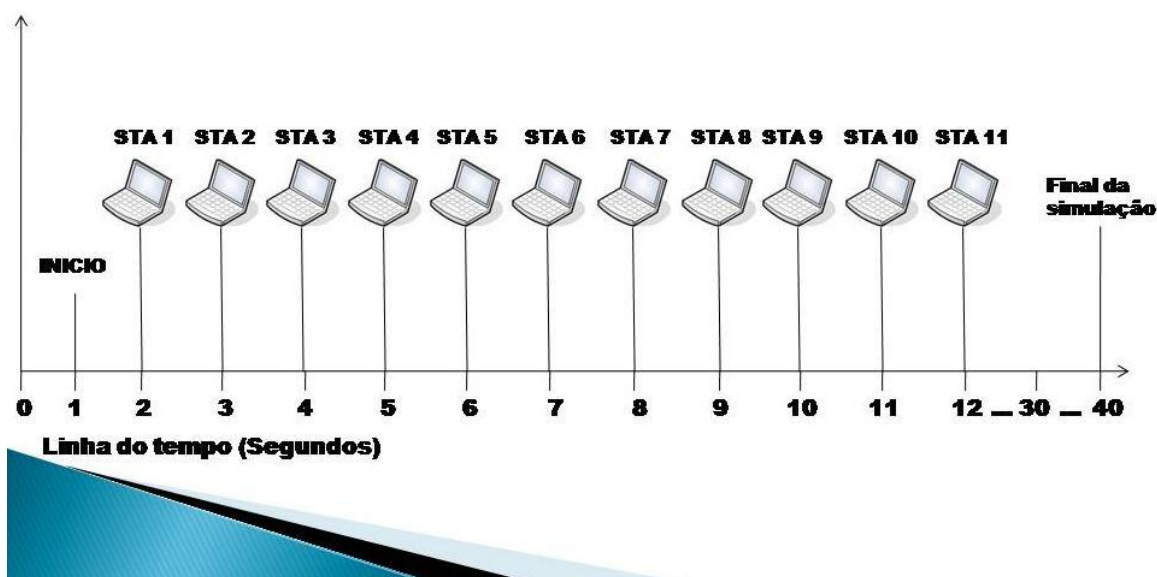 STA 1 STA 2 STA 3 STA 4 STA 5 STA 6 STA 7 STA 8 STA 9 STA 10 STA 11
Final da
simulação
INICIO
0 1 2 3 4 5 6 7 8 9 10 11 12 ... 30 ... 40
Linha do tempo (Segundos)